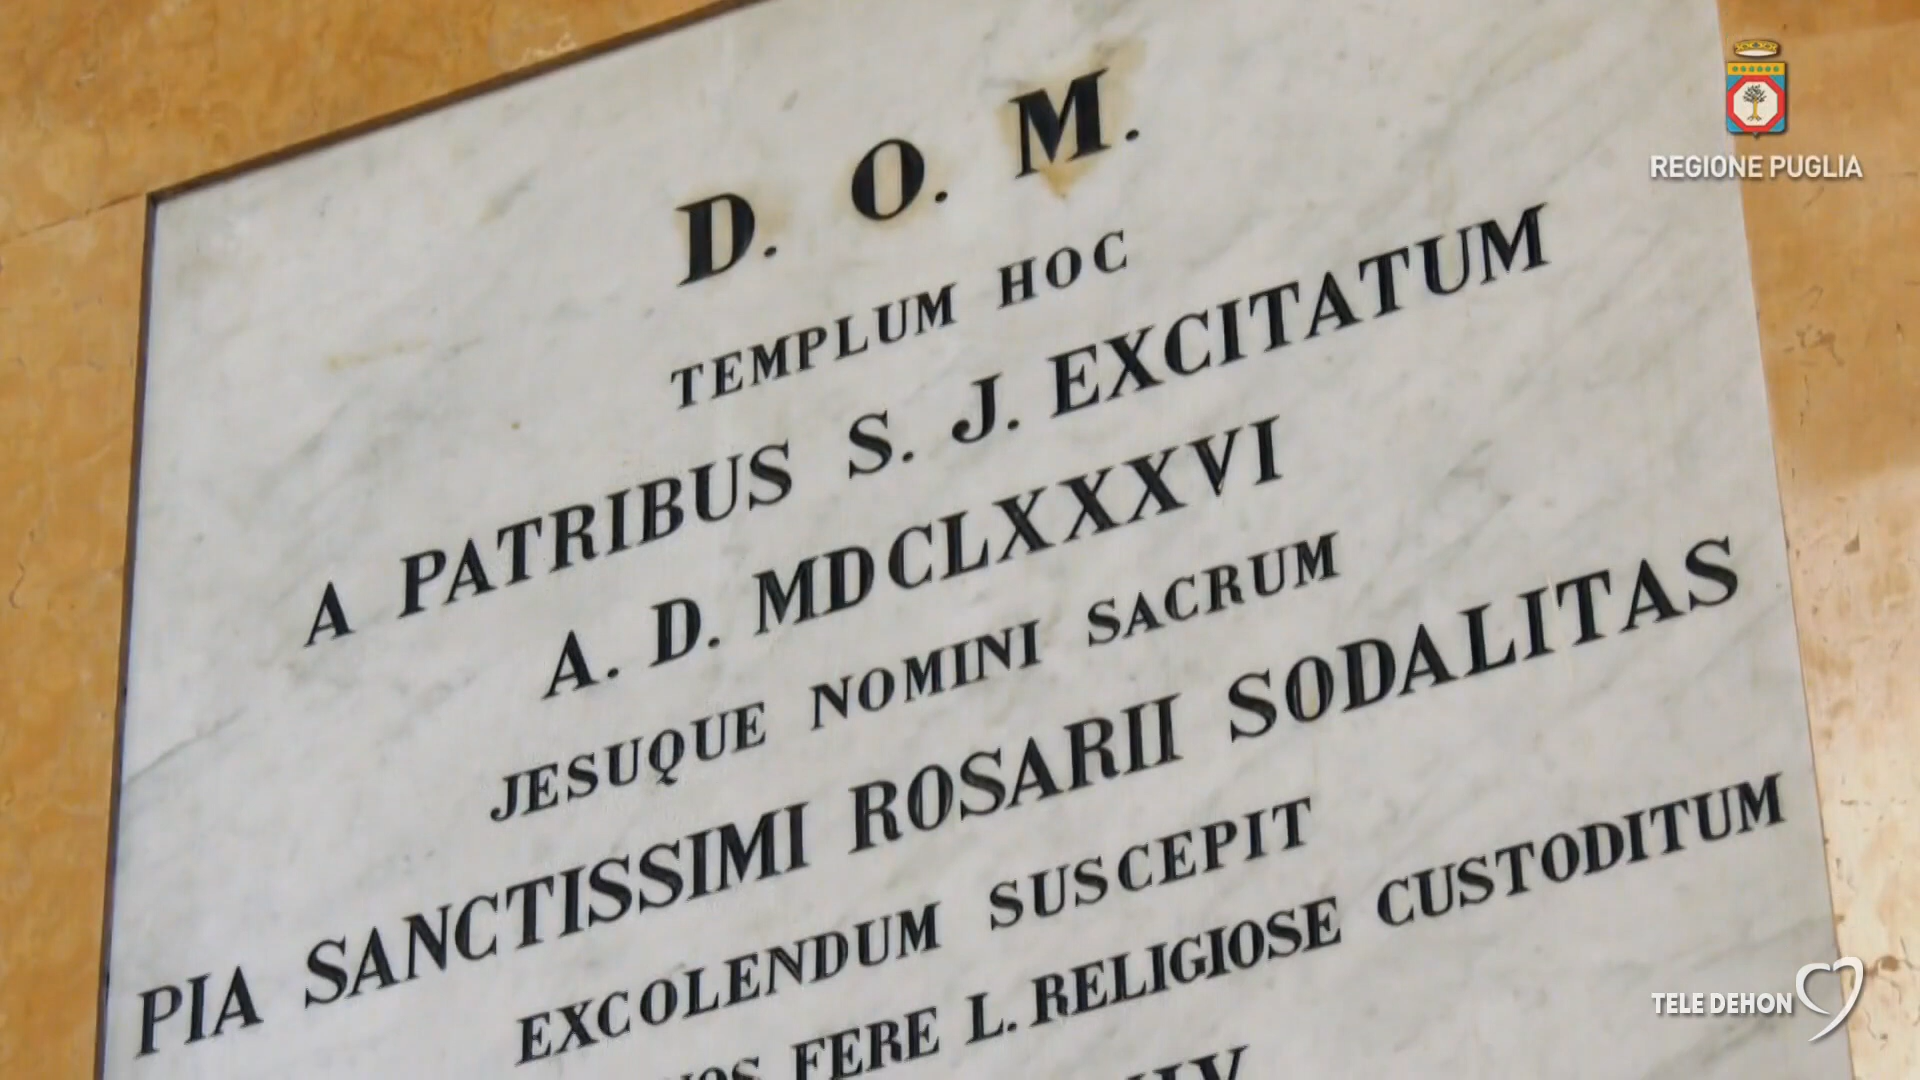 D. O. M.
TEMPLUM HOC
A PATRIBUS S. J. EXCITATUM
A. D. MDCLXXXVI
JESUQUE NOMINI SACRUM
PIA SANCTISSIMI ROSARII SODALITAS
EXCOLENDUM SUSCEPIT
FERE L. RELIGIOSE CUSTODITUM
REGIONE PUGLIA
TELE DEHON